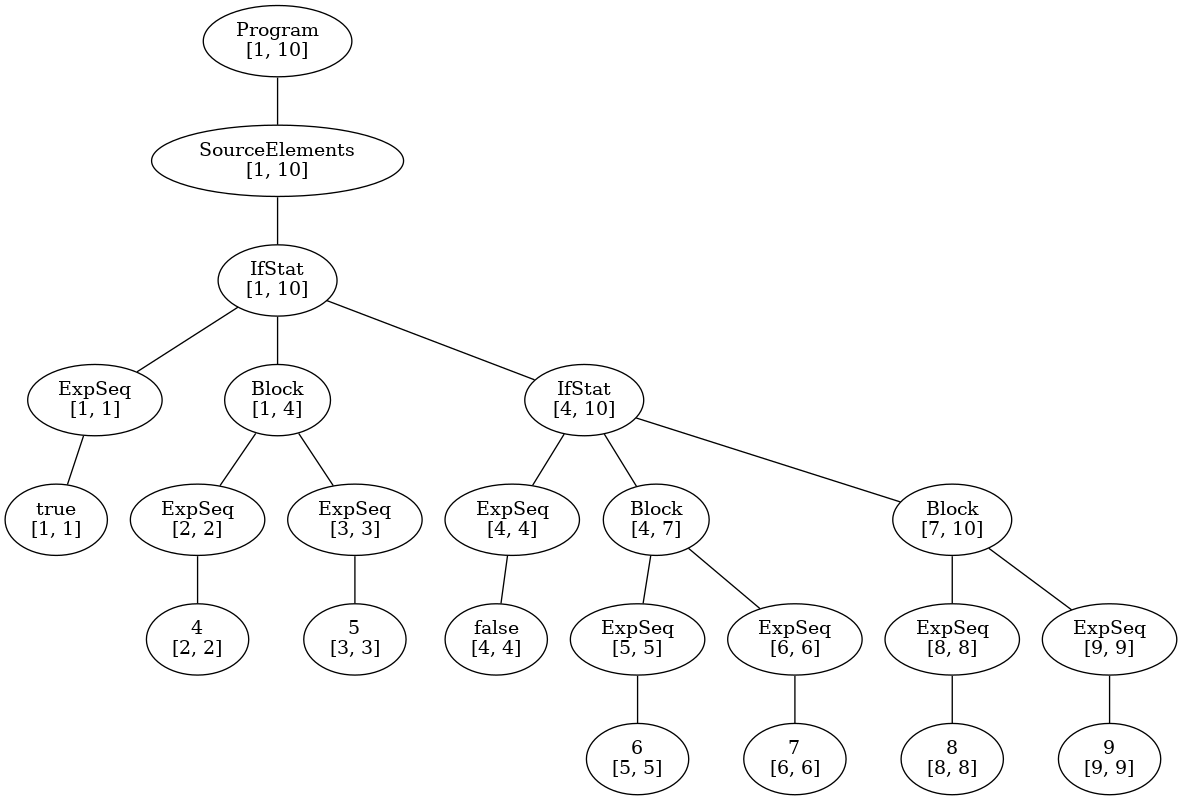 Program
[1, 10]
SourceElements
[1, 10]
IfStat
[1, 10]
ExpSeq
[1, 1]
Block
[1, 4]
IfStat
[4, 10]
true
[1, 1]
ExpSeq
[2, 2]
ExpSeq
[3, 3]
ExpSeq
[4, 4]
Block
[4, 7]
Block
[7, 10]
4
[2, 2]
5
[3, 3]
false
[4, 4]
ExpSeq
[5, 5]
ExpSeq
[6, 6]
ExpSeq
[8, 8]
ExpSeq
[9, 9]
6
[5, 5]
7
[6, 6]
8
[8, 8]
9
[9, 9]